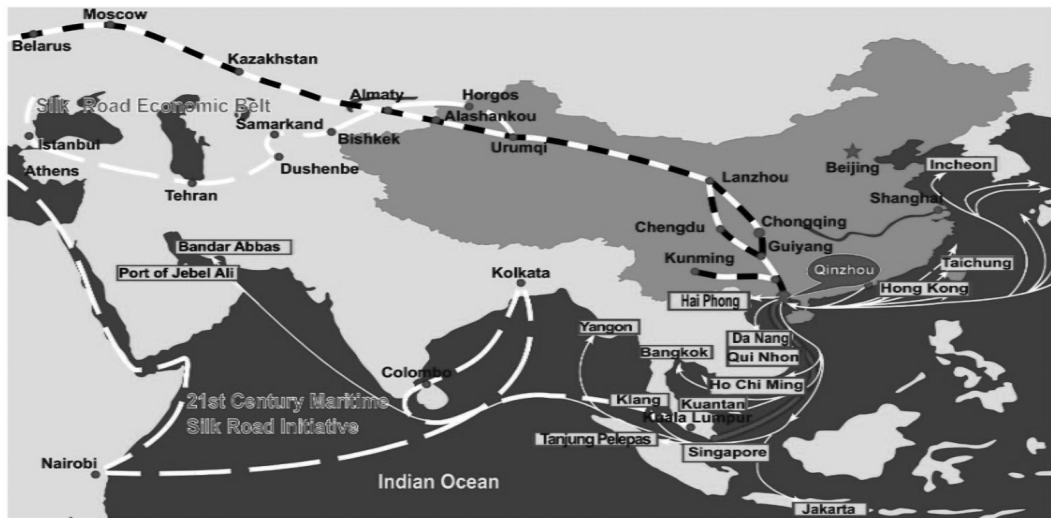 Moscow
Belarus
Kazakhstan
Almaty
Horgos
Silk Road Economic Belt
Alashankou
Samarkand
Istanbul
Bishkek
Urumqi
Beijing
Incheon
Athens
Dushenbe
Tehran
Lanzhou
Shanghai
Chengdu
Chongqing
Bandar Abbas
Guiyang
Kunming
Qinzhou
Taichung
Port of Jebel Ali
Kolkata
Hong Kong
Hai Phong
Yangon
Da Nang
Bangkok
Qui Nhon
Colombo
Ho Chi Ming
21st Century Maritime
Silk Road Initiative
Klang
Kuantan
Kuala Lumpur
Tanjung Pelepas
Singapore
Nairobi
Indian Ocean
Jakarta